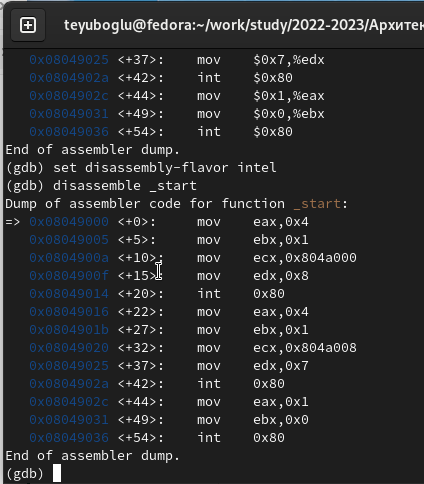 teyuboglu@fedora:~/work/study/2022-2023/Архитек
0x08049025 <+37>: mov $0x7,%edx
0x0804902a <+42>: int $0x80
0x0804902c <+44>: mov $0x1,%eax
0x08049031 <+49>: mov $0x0,%ebx
0x08049036 <+54>: int $0x80
End of assembler dump.
(gdb) set disassembly-flavor intel
(gdb) disassemble _start
Dump of assembler code for function _start:
=> 0x08049000 <+0>: mov eax,0x4
0x08049005 <+5>: mov ebx,0x1
0x0804900a <+10>: mov ecx,0x804a000
0x0804900f <+15>: mov edx,0x8
0x08049014 <+20>: int 0x80
0x08049016 <+22>: mov eax,0x4
0x0804901b <+27>: mov ebx,0x1
0x08049020 <+32>: mov ecx,0x804a008
0x08049025 <+37>: mov edx,0x7
0x0804902a <+42>: int 0x80
0x0804902c <+44>: mov eax,0x1
0x08049031 <+49>: mov ebx,0x0
0x08049036 <+54>: int 0x80
End of assembler dump.
(gdb)